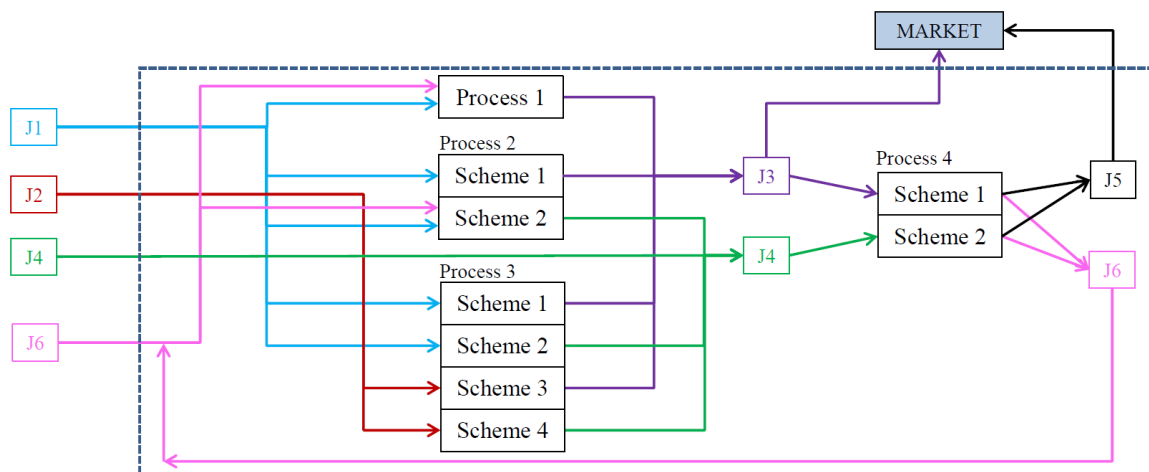 MARKET
Process 1
J1
Process 2
Scheme 1
J2
J3
Process 4
Scheme 1
J5
Scheme 2
Scheme 2
J4
J4
J6
Process 3
Scheme 1
J6
Scheme 2
Scheme 3
Scheme 4